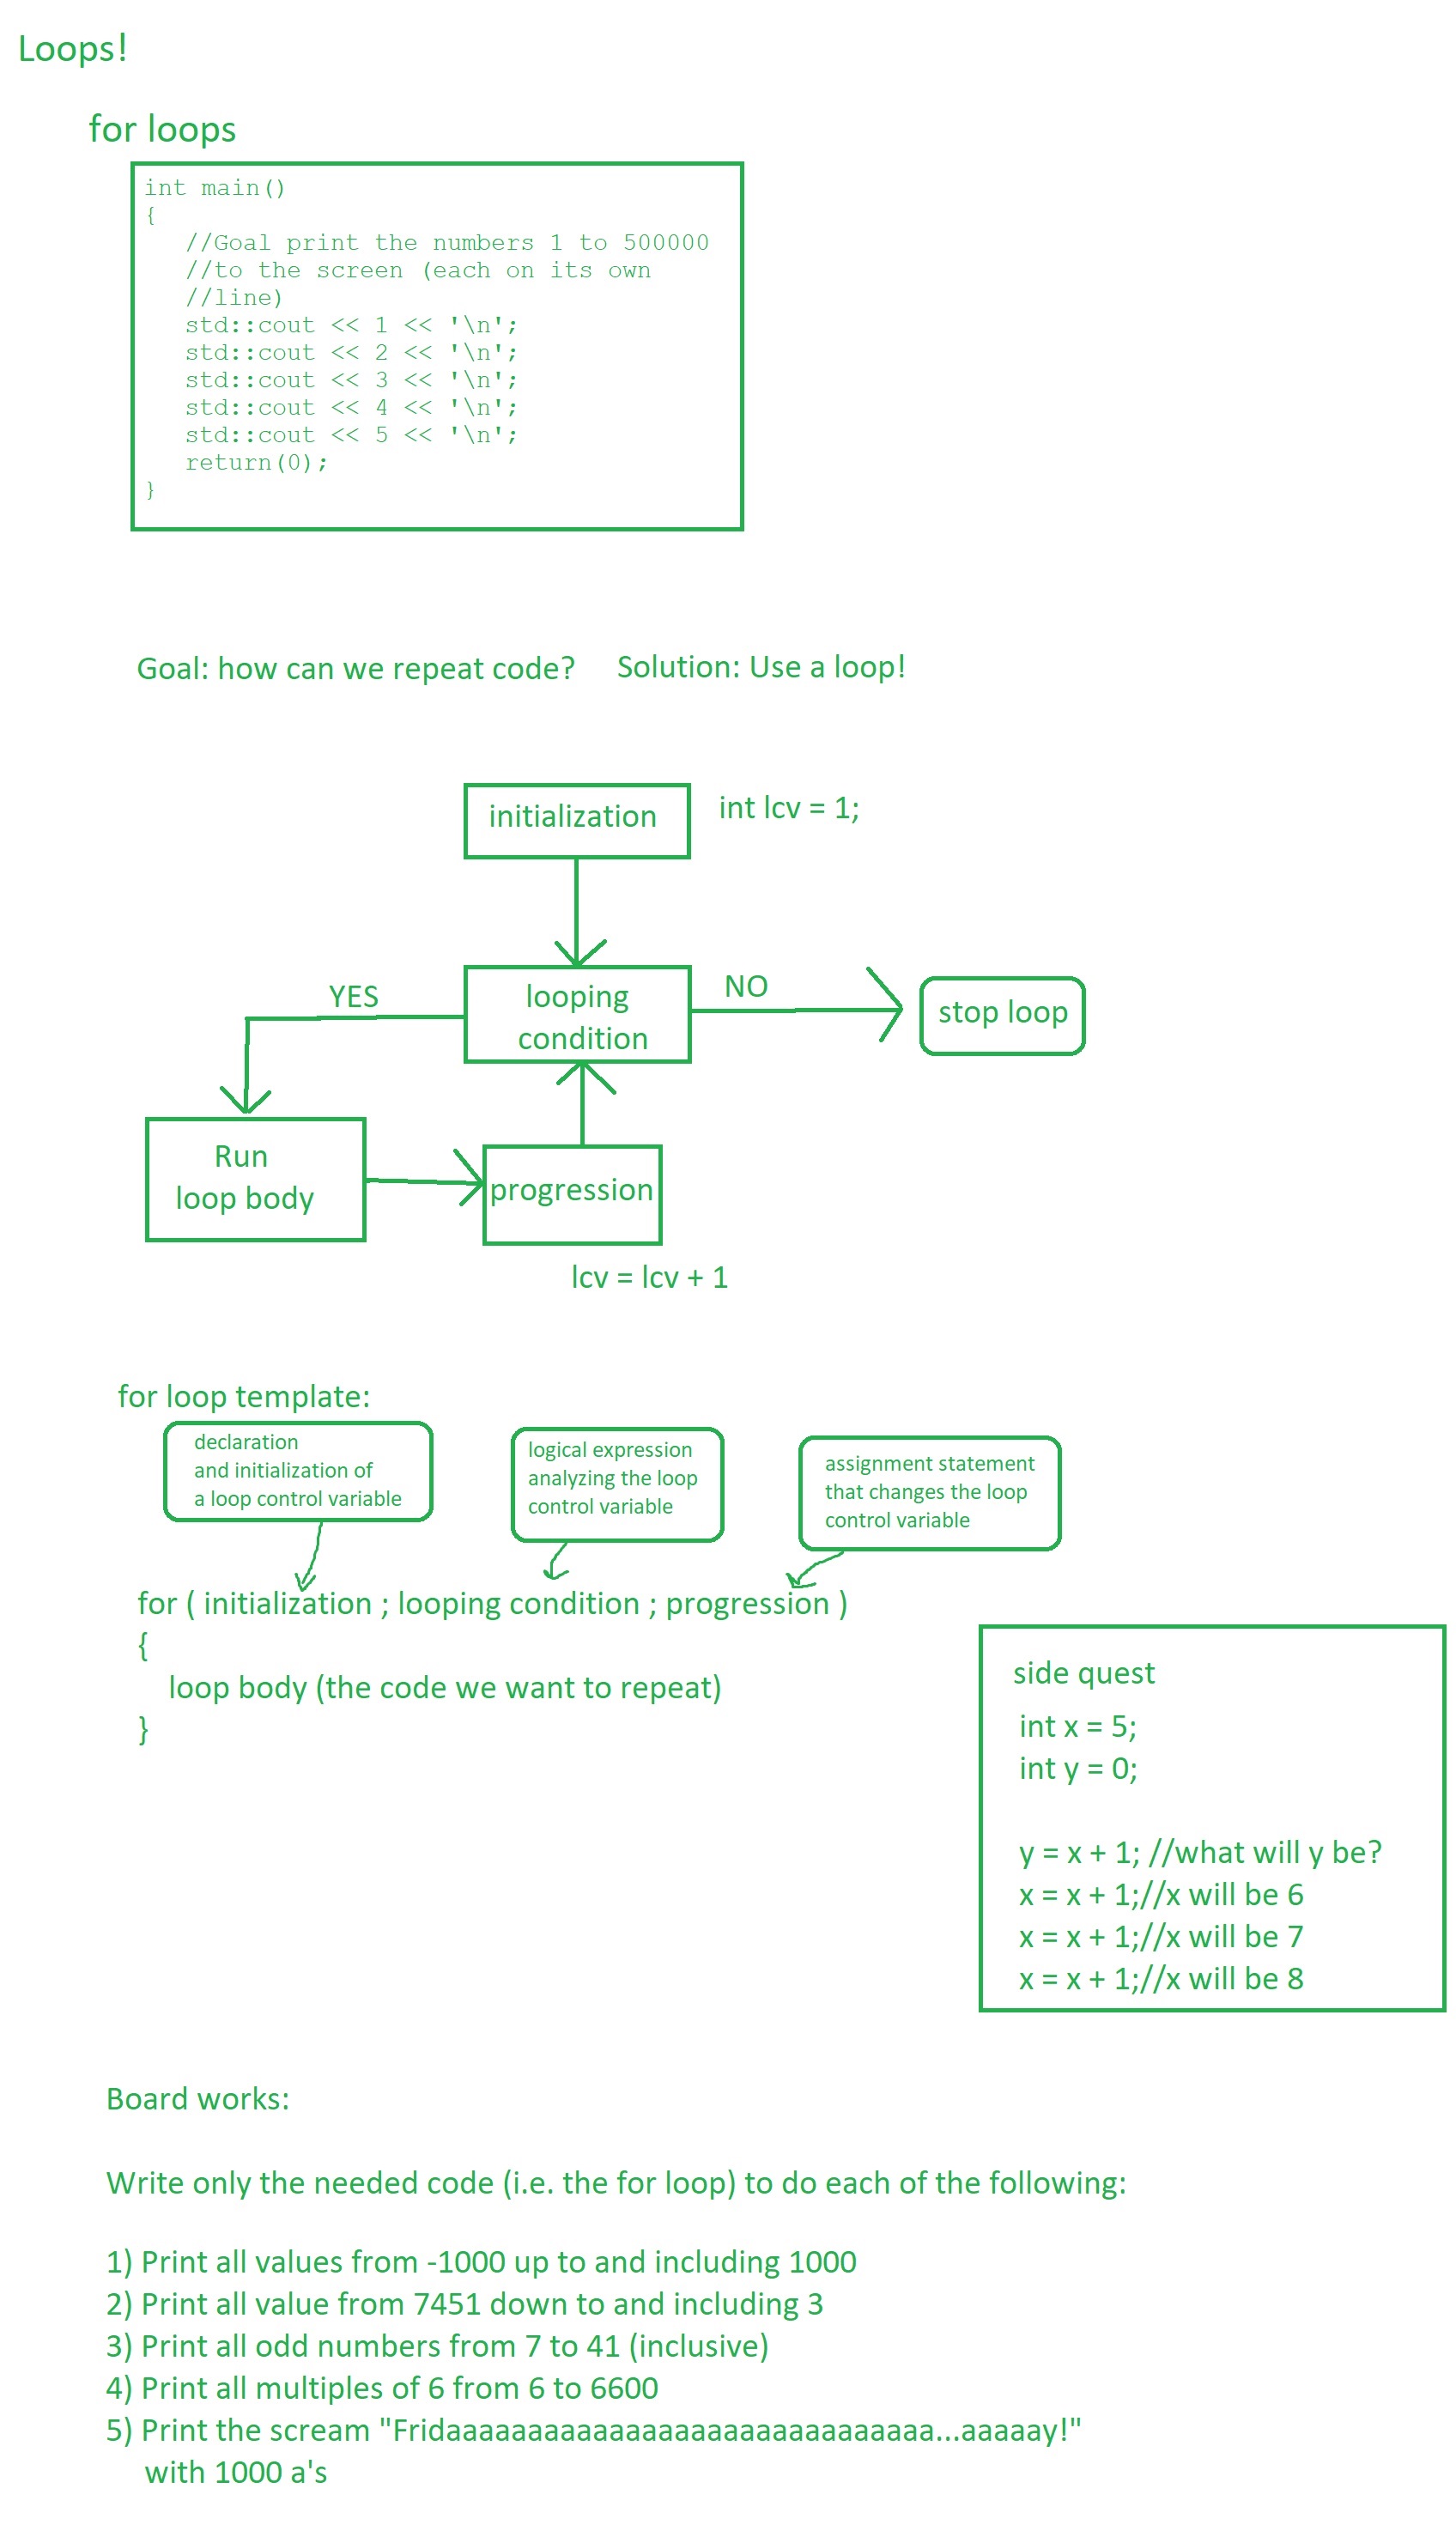 Loops!
for loops
int main()
{
//Goal print the numbers 1 to 500000
//to the screen (each on its own
//line)
std::cout << 1 << '\n';
std::cout << 2 << '\n';
std::cout << 3 << '\n';
std::cout << 4 << '\n';
std::cout << 5 << '\n';
return(0);
}
Goal: how can we repeat code? Solution: Use a loop!
initialization int lcv = 1;
YES looping condition NO stop loop
Run
loop body
progression
lcv = lcv + 1
for loop template:
declaration
and initialization of
a loop control variable
logical expression
analyzing the loop
control variable
assignment statement
that changes the loop
control variable
for ( initialization ; looping condition ; progression )
{
loop body (the code we want to repeat)
}
side quest
int x = 5;
int y = 0;
y = x + 1; //what will y be?
x = x + 1;//x will be 6
x = x + 1;//x will be 7
x = x + 1;//x will be 8
Board works:
Write only the needed code (i.e. the for loop) to do each of the following:
1) Print all values from -1000 up to and including 1000
2) Print all value from 7451 down to and including 3
3) Print all odd numbers from 7 to 41 (inclusive)
4) Print all multiples of 6 from 6 to 6600
5) Print the scream "Fridaaaaaaaaaaaaaaaaaaaaaaaaaaaaaa...aaaaay!"
with 1000 a's